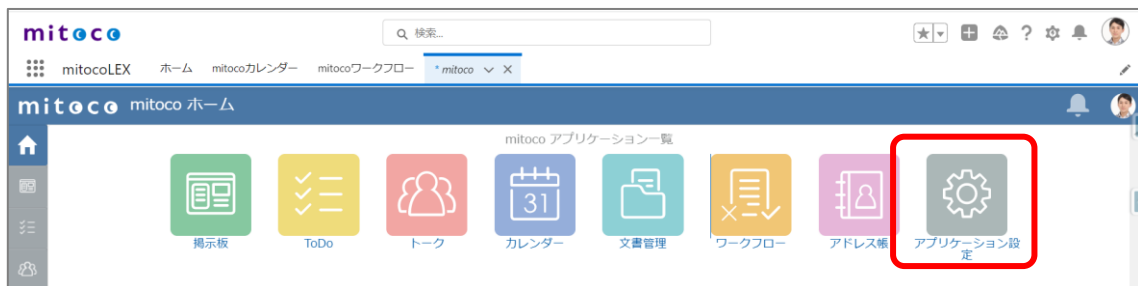 mitoco
検索...
mitocoLEX ホーム mitocoカレンダー mitocoワークフロー * mitoco
mitoco mitoco ホーム
mitoco アプリケーション一覧
31
掲示板 ToDo トーク カレンダー 文書管理 ワークフロー アドレス帳 アプリケーション設
定